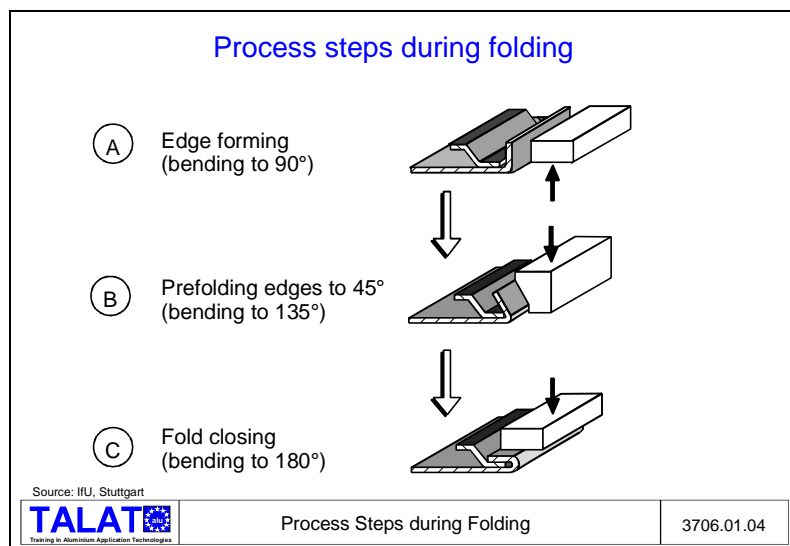 Process steps during folding
A
Edge forming
(bending to 90°)
B
Prefolding edges to 45°
(bending to 135°)
C
Fold closing
(bending to 180°)
Source: IfU, Stuttgart
TALAT
alu
Training in Aluminium Application Technologies
Process Steps during Folding
3706.01.04